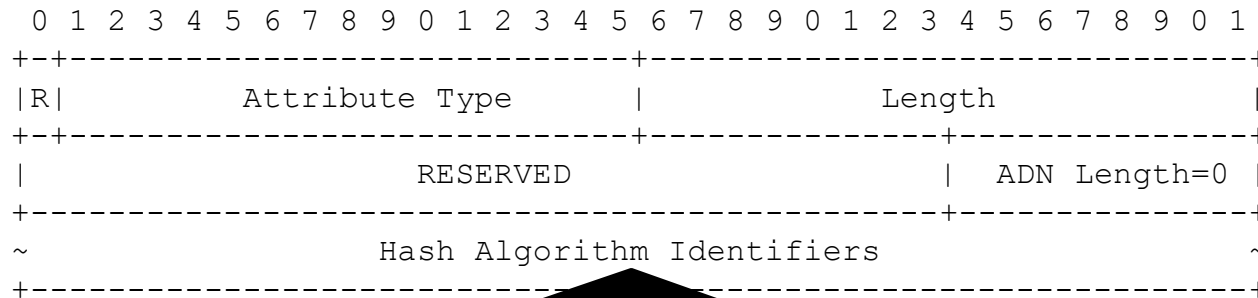 0 1 2 3 4 5 6 7 8 9 0 1 2 3 4 5 6 7 8 9 0 1 2 3 4 5 6 7 8 9 0 1
+-+-----------------------------+-------------------------------+
|R| Attribute Type | Length |
+-+-----------------------------+---------------+---------------+
| RESERVED | ADN Length=0 |
+-----------------------------------------------+---------------+
~ Hash Algorithm Identifiers ~
+---------------------------------------------------------------+